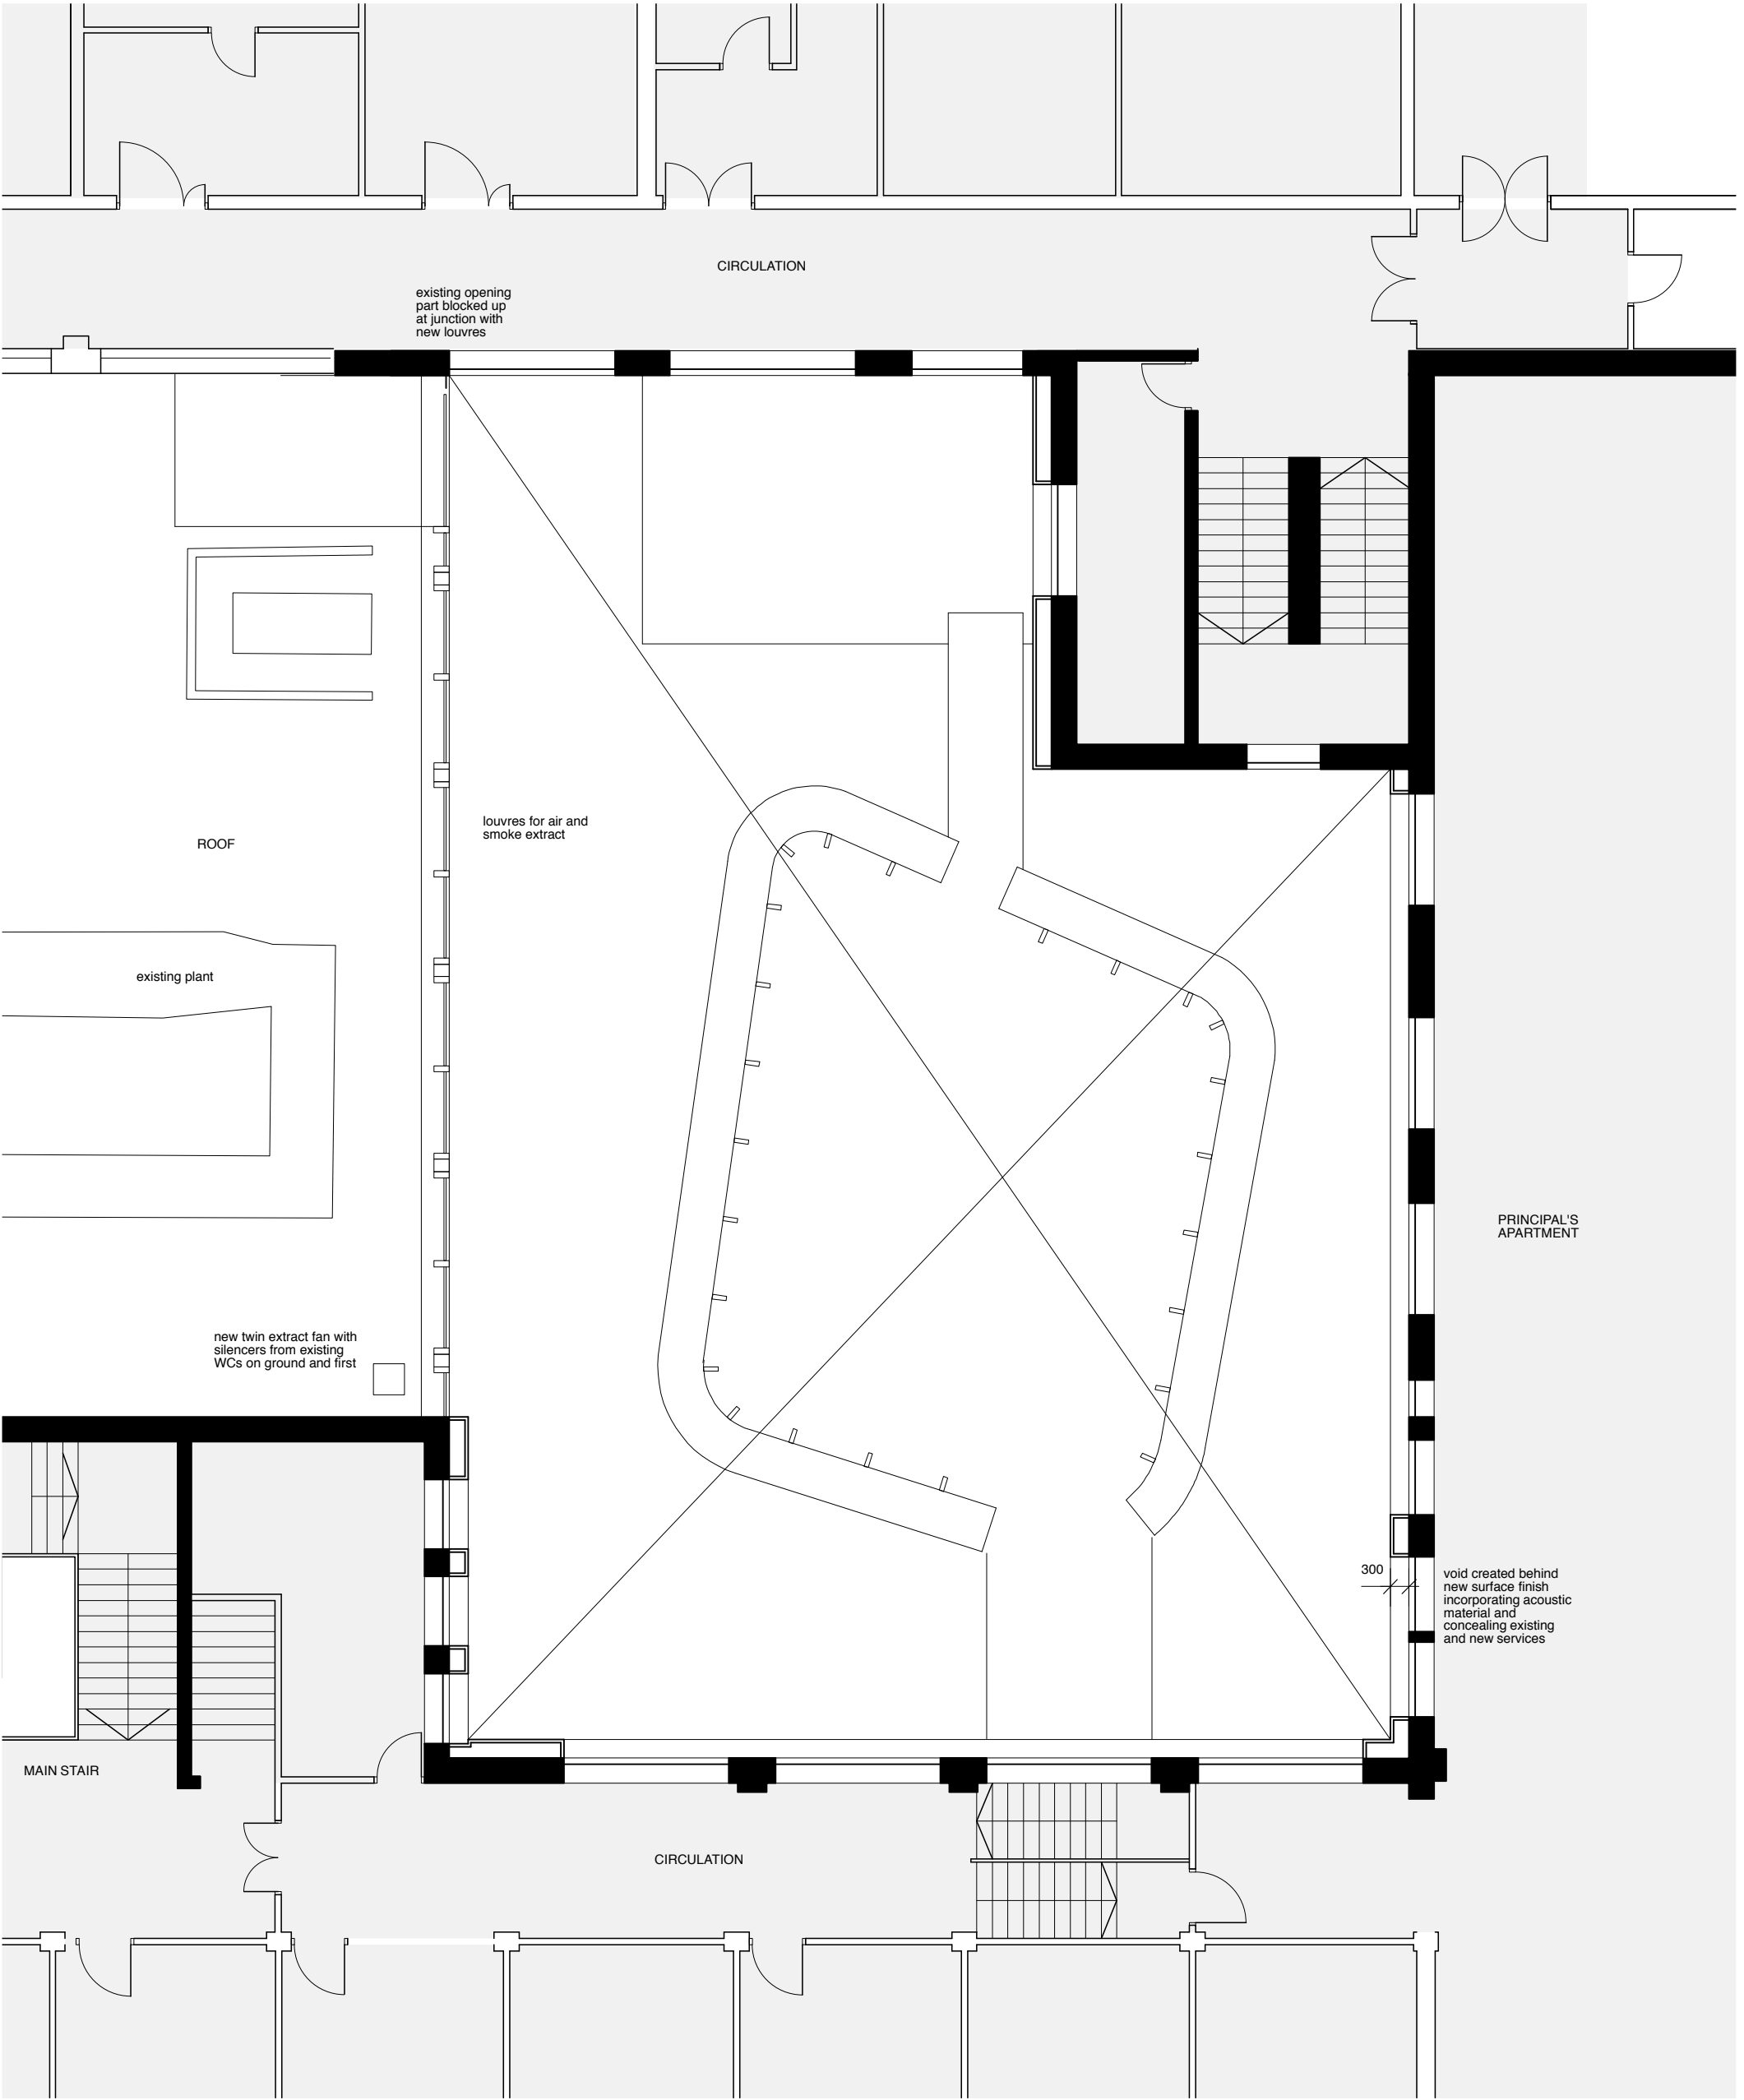 CIRCULATION
existing opening
part blocked up
at junction with
new louvres
louvres for air and
smoke extract
ROOF
existing plant
PRINCIPAL'S
APARTMENT
new twin extract fan with
silencers from existing
WCs on ground and first
300
void created behind
new surface finish
incorporating acoustic
material and
concealing existing
and new services
MAIN STAIR
CIRCULATION